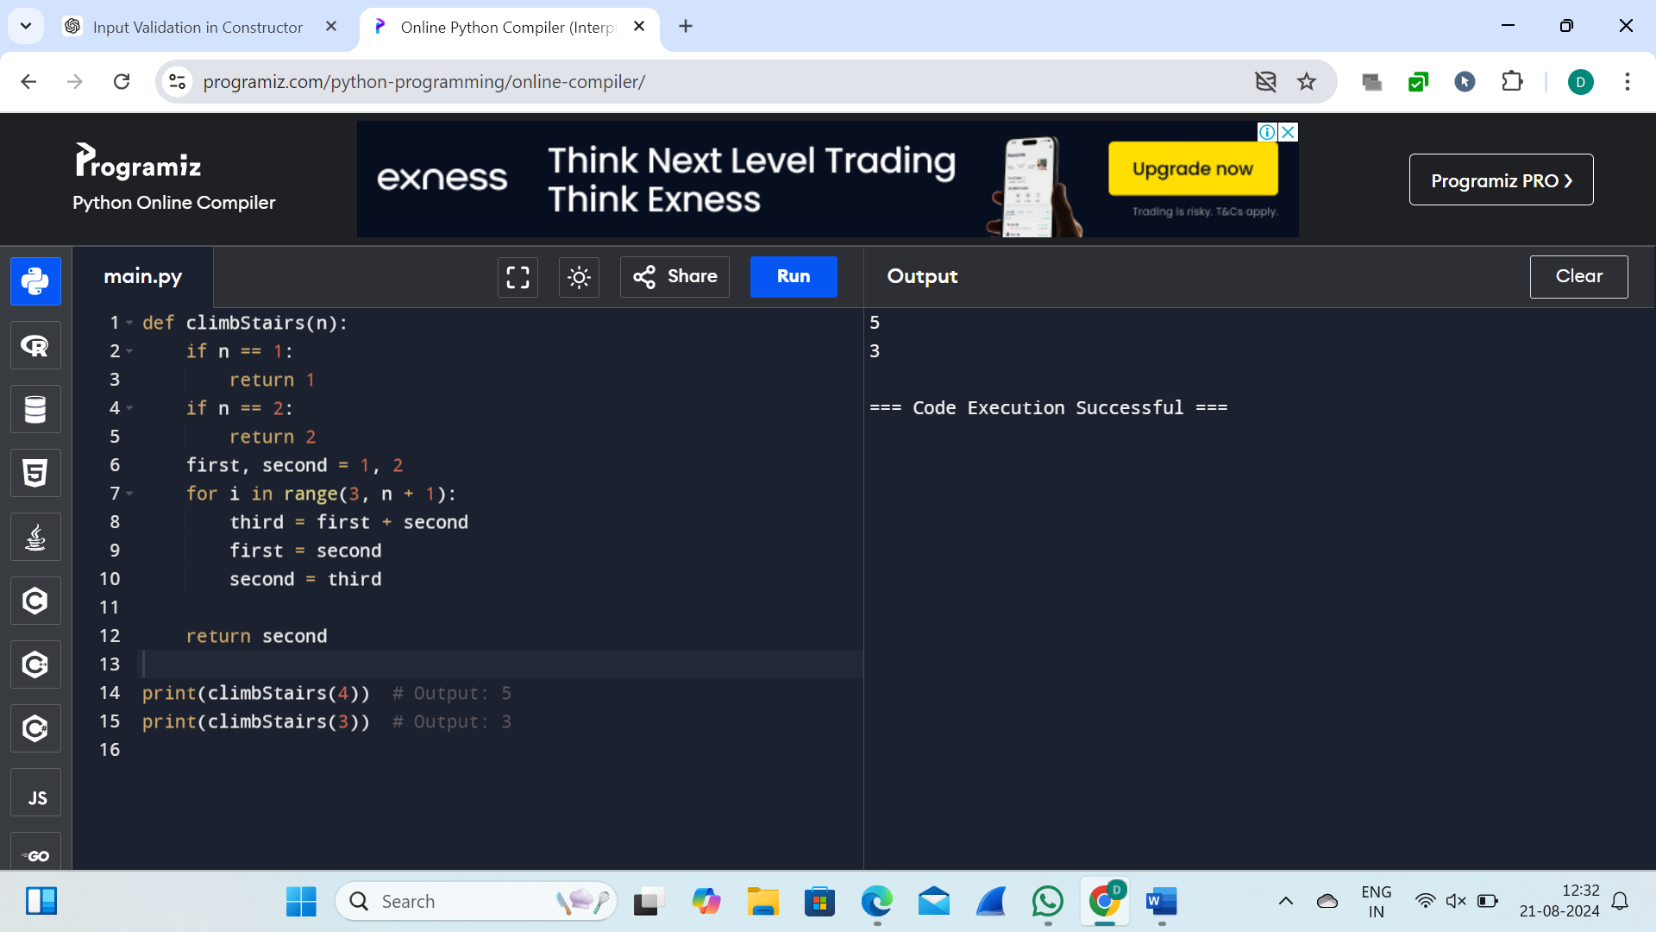 Input Validation in Constructor
Online Python Compiler (Interp
programiz.com/python-programming/online-compiler/
D
Programiz
Python Online Compiler
exness
Think Next Level Trading
Think Exness
Upgrade now
Trading is risky. T&Cs apply.
Programiz PRO >
main.py
Share
Run
Output
Clear
1 def climbStairs(n):
2     if n == 1:
3         return 1
4     if n == 2:
5         return 2
6     first, second = 1, 2
7     for i in range(3, n + 1):
8         third = first + second
9         first = second
10         second = third
11
12     return second
13
14 print(climbStairs(4))  # Output: 5
15 print(climbStairs(3))  # Output: 3
16
5
3
=== Code Execution Successful ===
R
5
C
C++
C#
JS
GO
Search
D
W
ENG
IN
12:32
21-08-2024